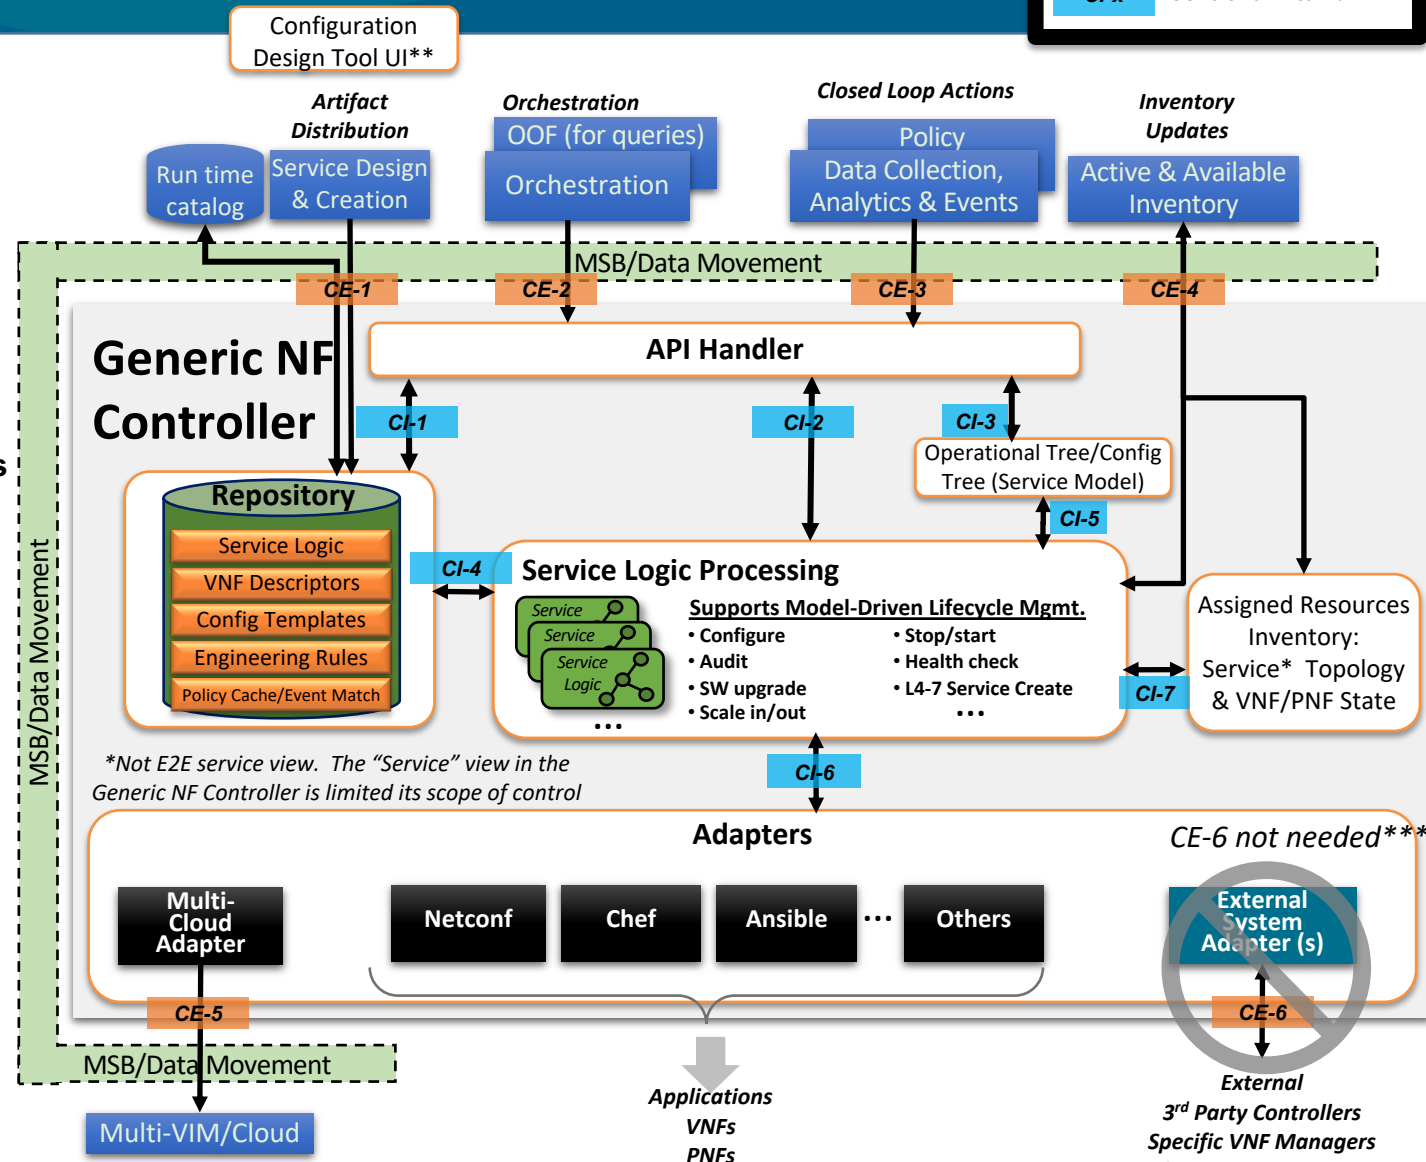 Configuration
Design Tool UI**
Artifact
Distribution
Orchestration
Closed Loop Actions
Inventory
Updates
Run time
catalog
Service Design
& Creation
OOF (for queries)
Orchestration
Policy
Data Collection,
Analytics & Events
Active & Available
Inventory
MSB/Data Movement
CE-1
CE-2
CE-3
CE-4
Generic NF
Controller
API Handler
CI-1
CI-2
CI-3
Operational Tree/Config
Tree (Service Model)
CI-5
Repository
Service Logic
VNF Descriptors
Config Templates
Engineering Rules
Policy Cache/Event Match
CI-4
Service Logic Processing
Service
Service
Service
Logic
...
Supports Model-Driven Lifecycle Mgmt.
• Configure
• Audit
• SW upgrade
• Scale in/out
• Stop/start
• Health check
• L4-7 Service Create
...
CI-7
Assigned Resources
Inventory:
Service* Topology
& VNF/PNF State
MSB/Data Movement
*Not E2E service view. The “Service” view in the
Generic NF Controller is limited its scope of control
CI-6
Adapters
CE-6 not needed***
Multi-
Cloud
Adapter
Netconf
Chef
Ansible
...
Others
External
System
Adapter (s)
CE-5
CE-6
MSB/Data Movement
Multi-VIM/Cloud
Applications
VNFs
PNFs
External
3rd Party Controllers
Specific VNF Managers